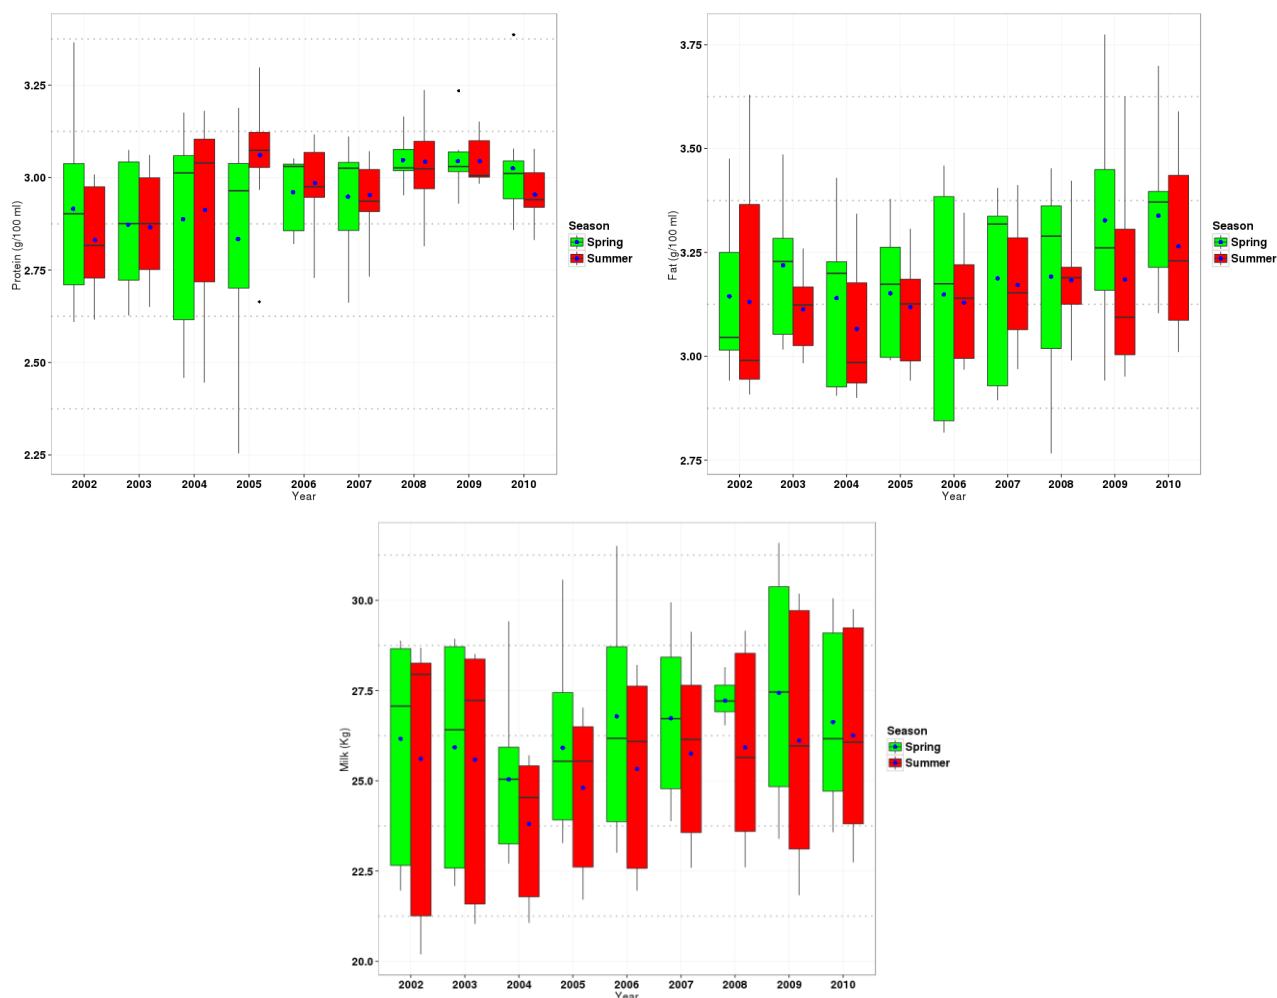 Protein (g/100 ml)
3.25
3.00
2.75
2.50
2.25
2002 2003 2004 2005 2006 2007 2008 2009 2010
Year
Season
Spring
Summer
Fat (g/100 ml)
3.75
3.50
3.25
3.00
2.75
2002 2003 2004 2005 2006 2007 2008 2009 2010
Year
Season
Spring
Summer
Milk (Kg)
30.0
27.5
25.0
22.5
20.0
2002 2003 2004 2005 2006 2007 2008 2009 2010
Year
Season
Spring
Summer